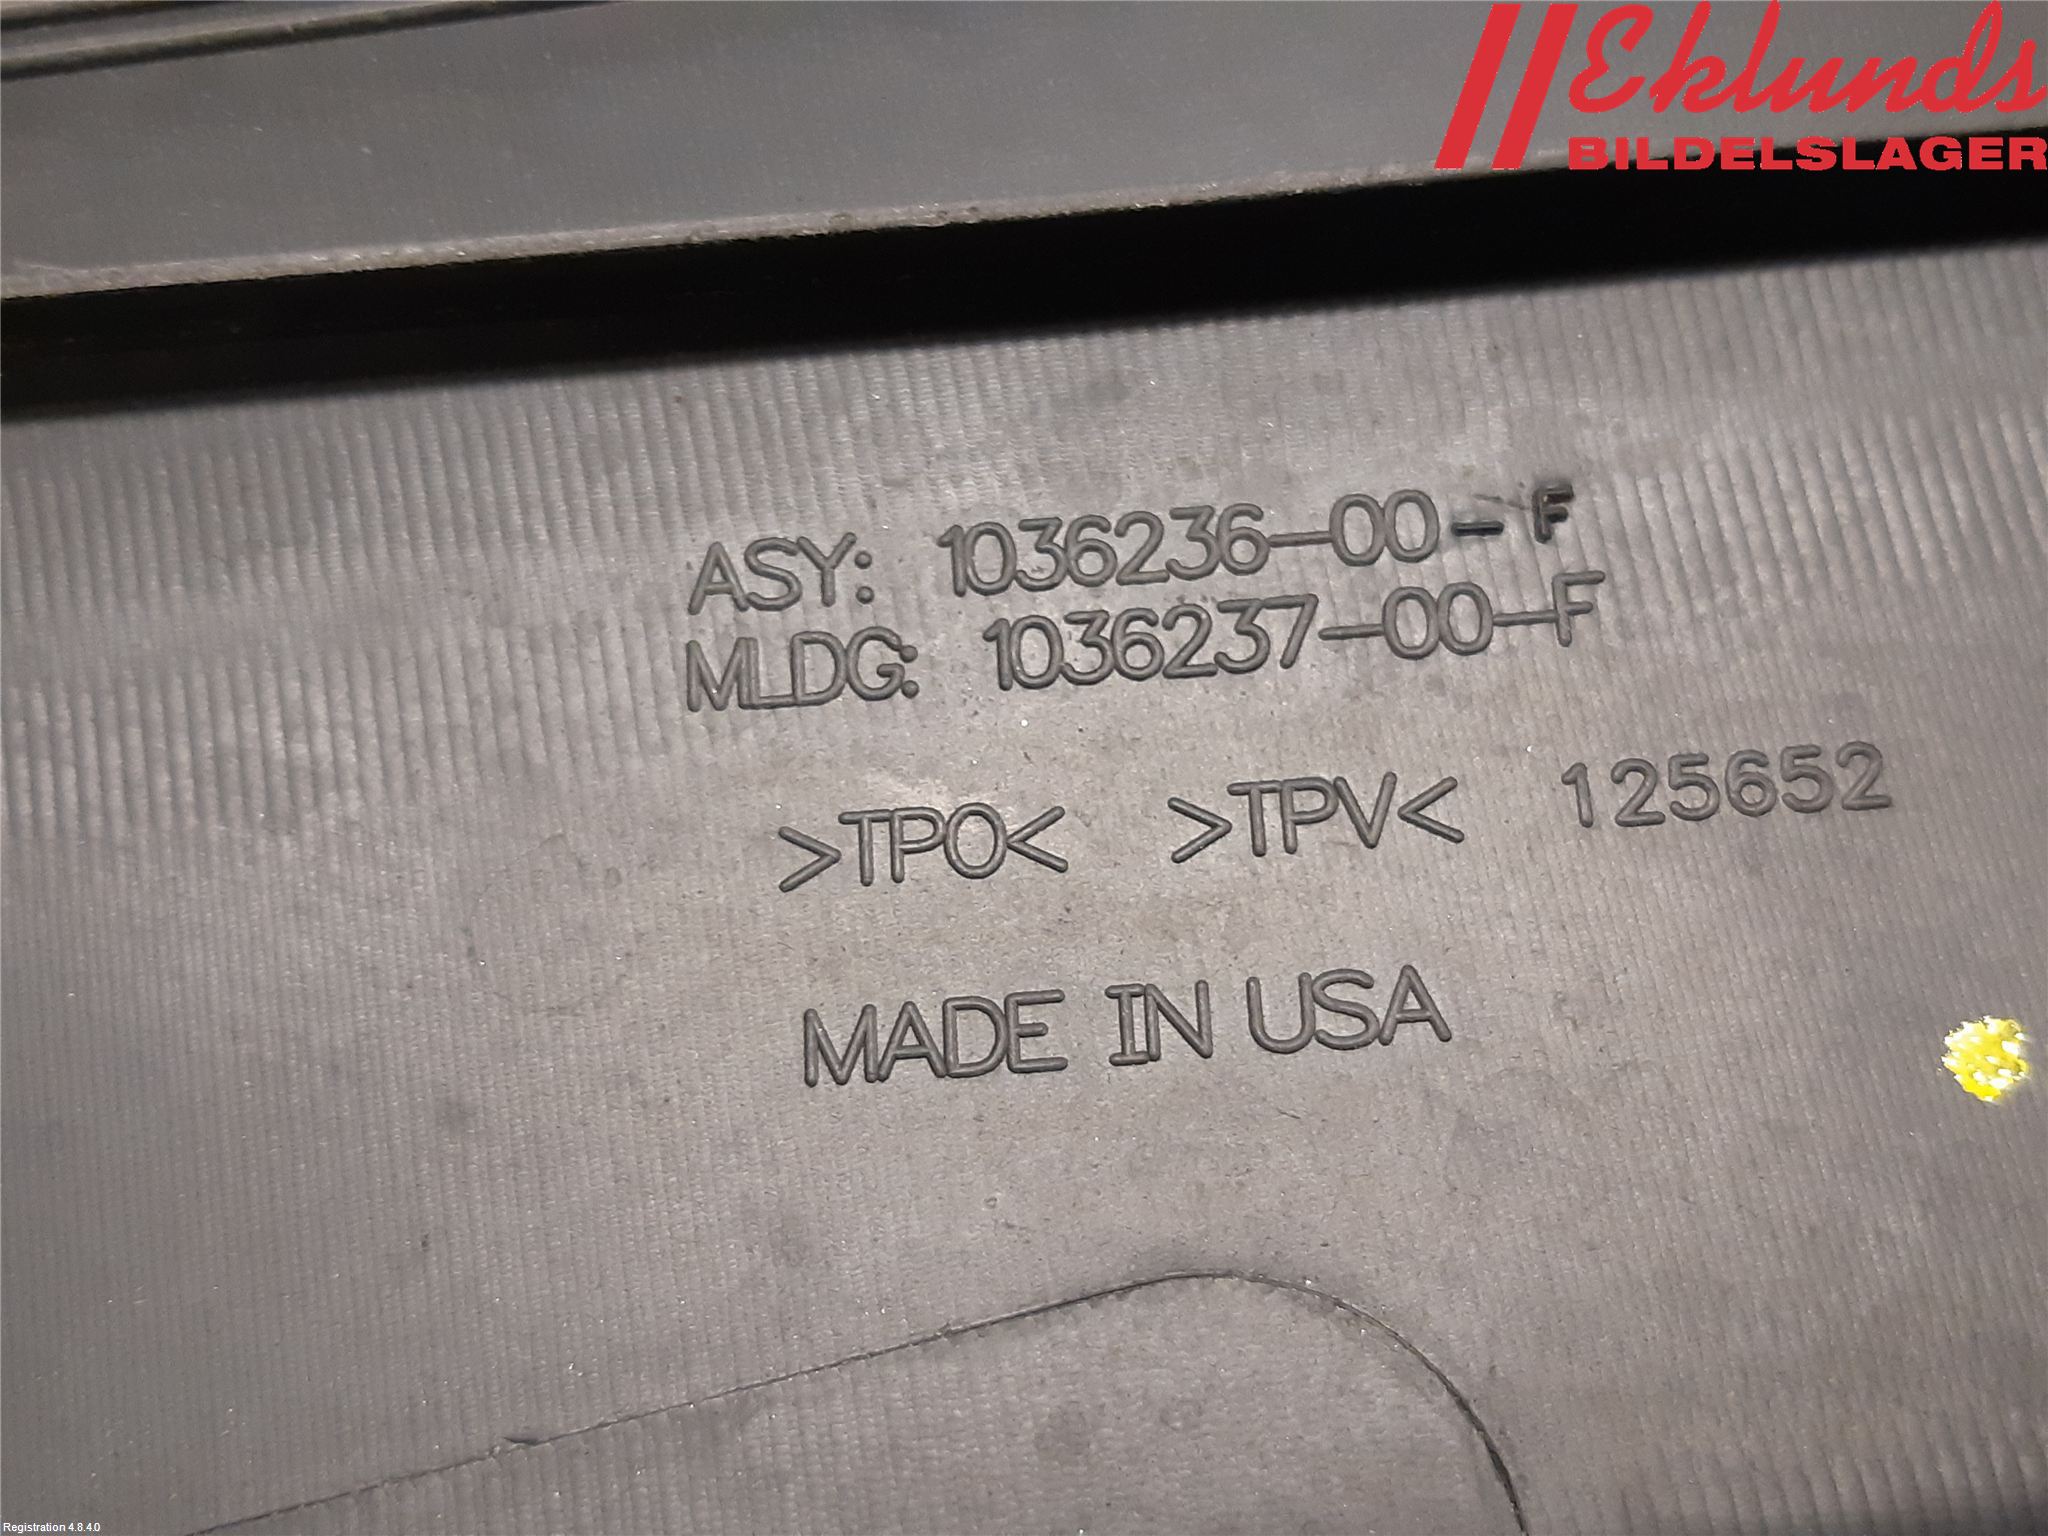 Eklunds
BILDELSLAGER
ASY: 1036236-00-F
MLDG: 1036237-00-F
>TPO< >TPV< 125652
MADE IN USA
Registration 4.8.4.0